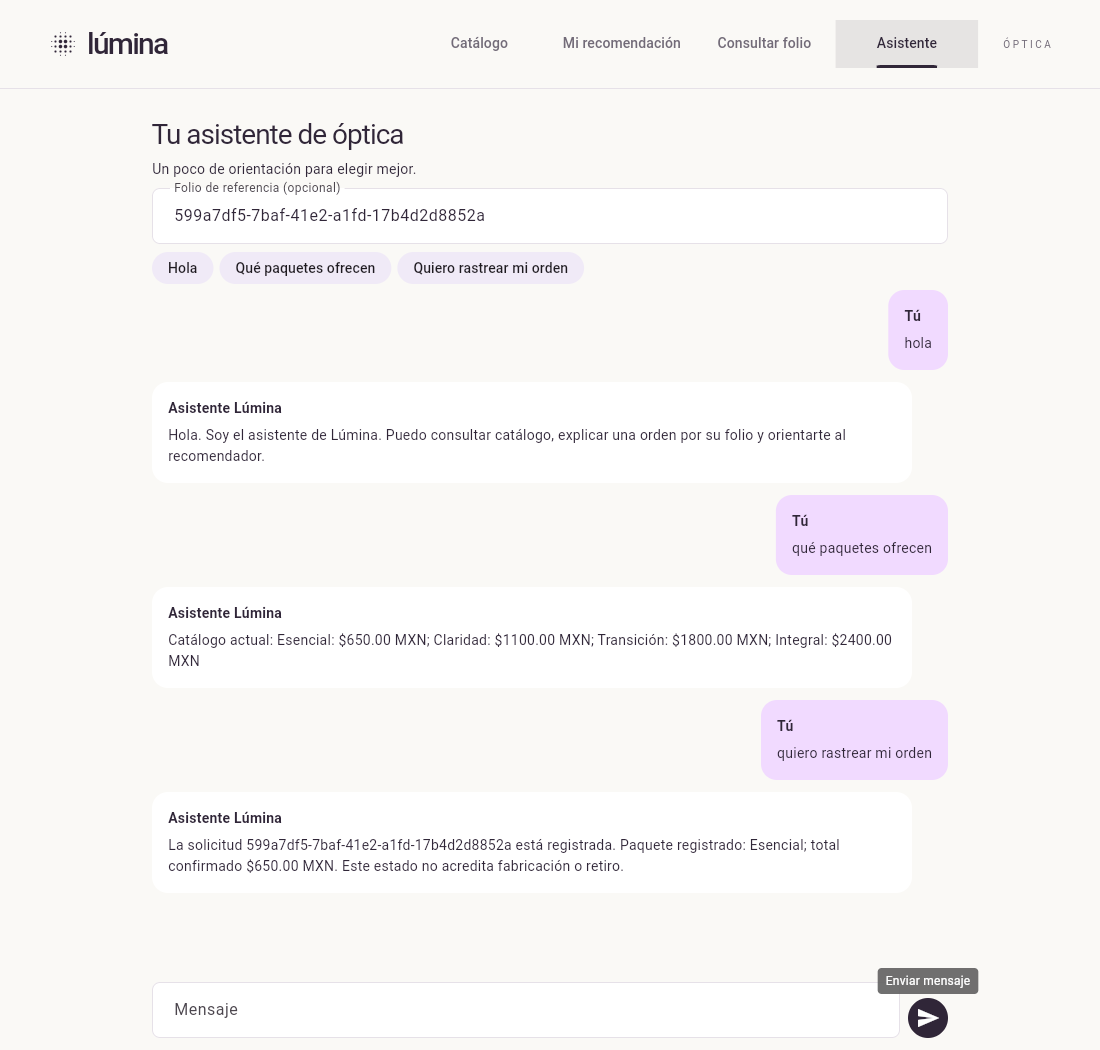 lúmina
Catálogo
Mi recomendación
Consultar folio
Asistente
ÓPTICA
Tu asistente de óptica
Un poco de orientación para elegir mejor.
Folio de referencia (opcional)
599a7df5-7baf-41e2-a1fd-17b4d2d8852a
Hola
Qué paquetes ofrecen
Quiero rastrear mi orden
Tú
hola
Asistente Lúmina
Hola. Soy el asistente de Lúmina. Puedo consultar catálogo, explicar una orden por su folio y orientarte al
recomendador.
Tú
qué paquetes ofrecen
Asistente Lúmina
Catálogo actual: Esencial: $650.00 MXN; Claridad: $1100.00 MXN; Transición: $1800.00 MXN; Integral: $2400.00
MXN
Tú
quiero rastrear mi orden
Asistente Lúmina
La solicitud 599a7df5-7baf-41e2-a1fd-17b4d2d8852a está registrada. Paquete registrado: Esencial; total
confirmado $650.00 MXN. Este estado no acredita fabricación o retiro.
Enviar mensaje
Mensaje